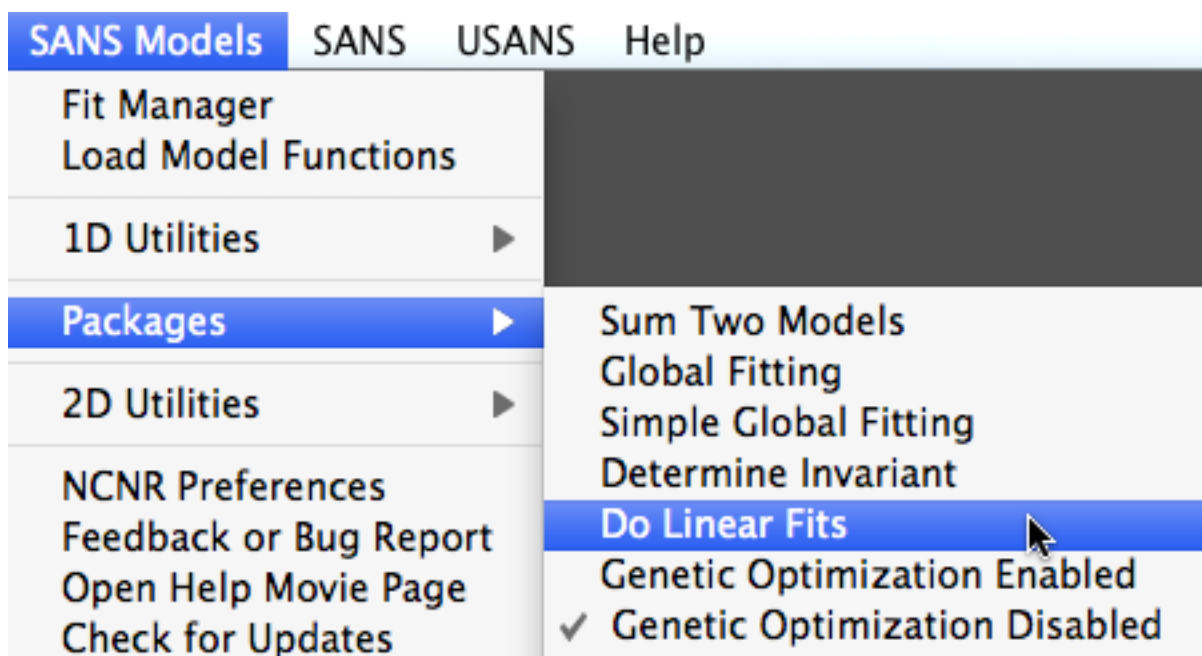 SANS Models SANS USANS Help
Fit Manager
Load Model Functions
1D Utilities
Packages
2D Utilities
NCNR Preferences
Feedback or Bug Report
Open Help Movie Page
Check for Updates
Sum Two Models
Global Fitting
Simple Global Fitting
Determine Invariant
Do Linear Fits
Genetic Optimization Enabled
✓ Genetic Optimization Disabled